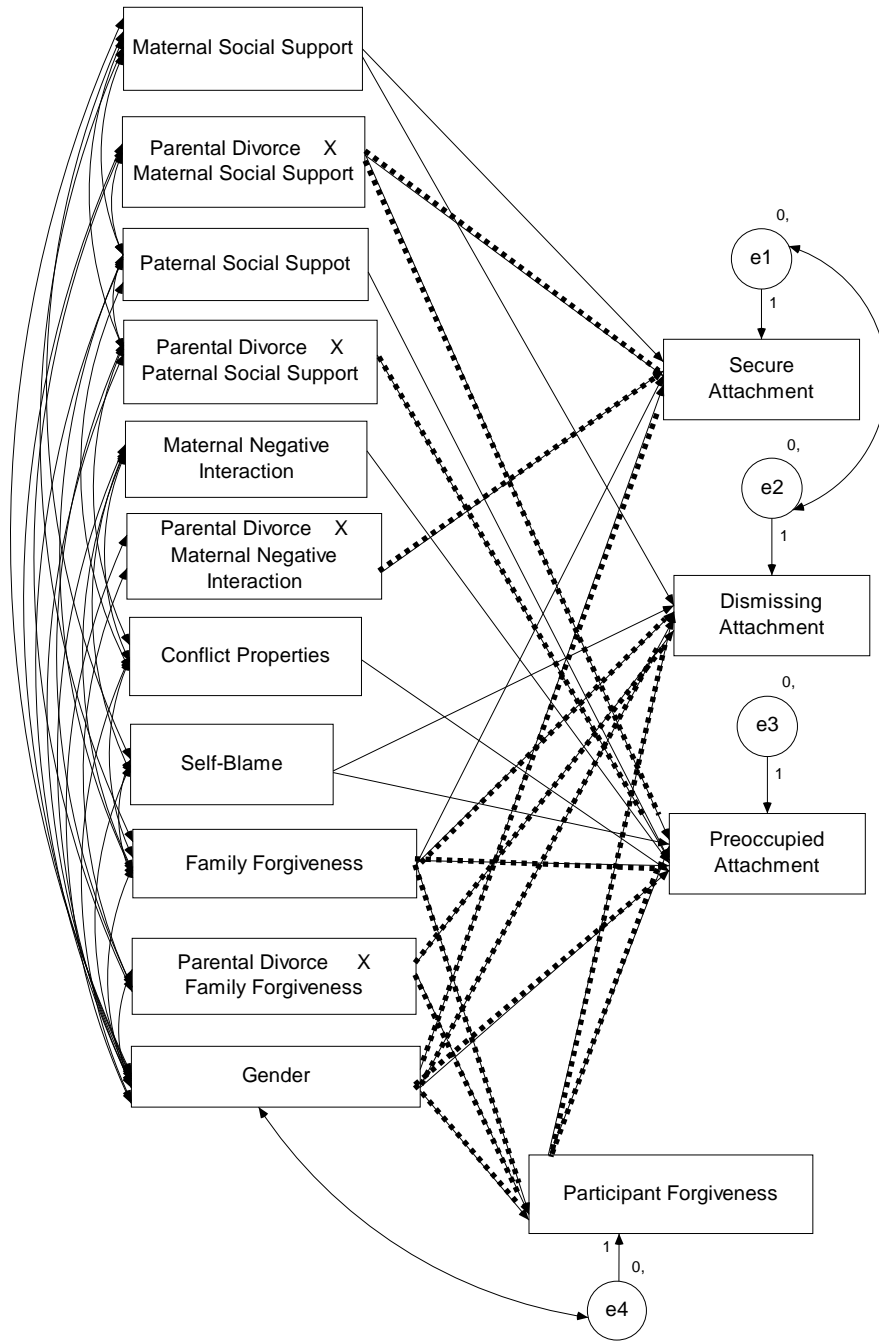 Maternal Social Support
Parental Divorce X
Maternal Social Support
Paternal Social Suppot
Parental Divorce X
Paternal Social Support
Maternal Negative
Interaction
Parental Divorce X
Maternal Negative
Interaction
Conflict Properties
Self-Blame
Family Forgiveness
Parental Divorce X
Family Forgiveness
Gender
0,
e1
1
Secure
Attachment
0,
e2
1
Dismissing
Attachment
0,
e3
1
Preoccupied
Attachment
Participant Forgiveness
1
0,
e4